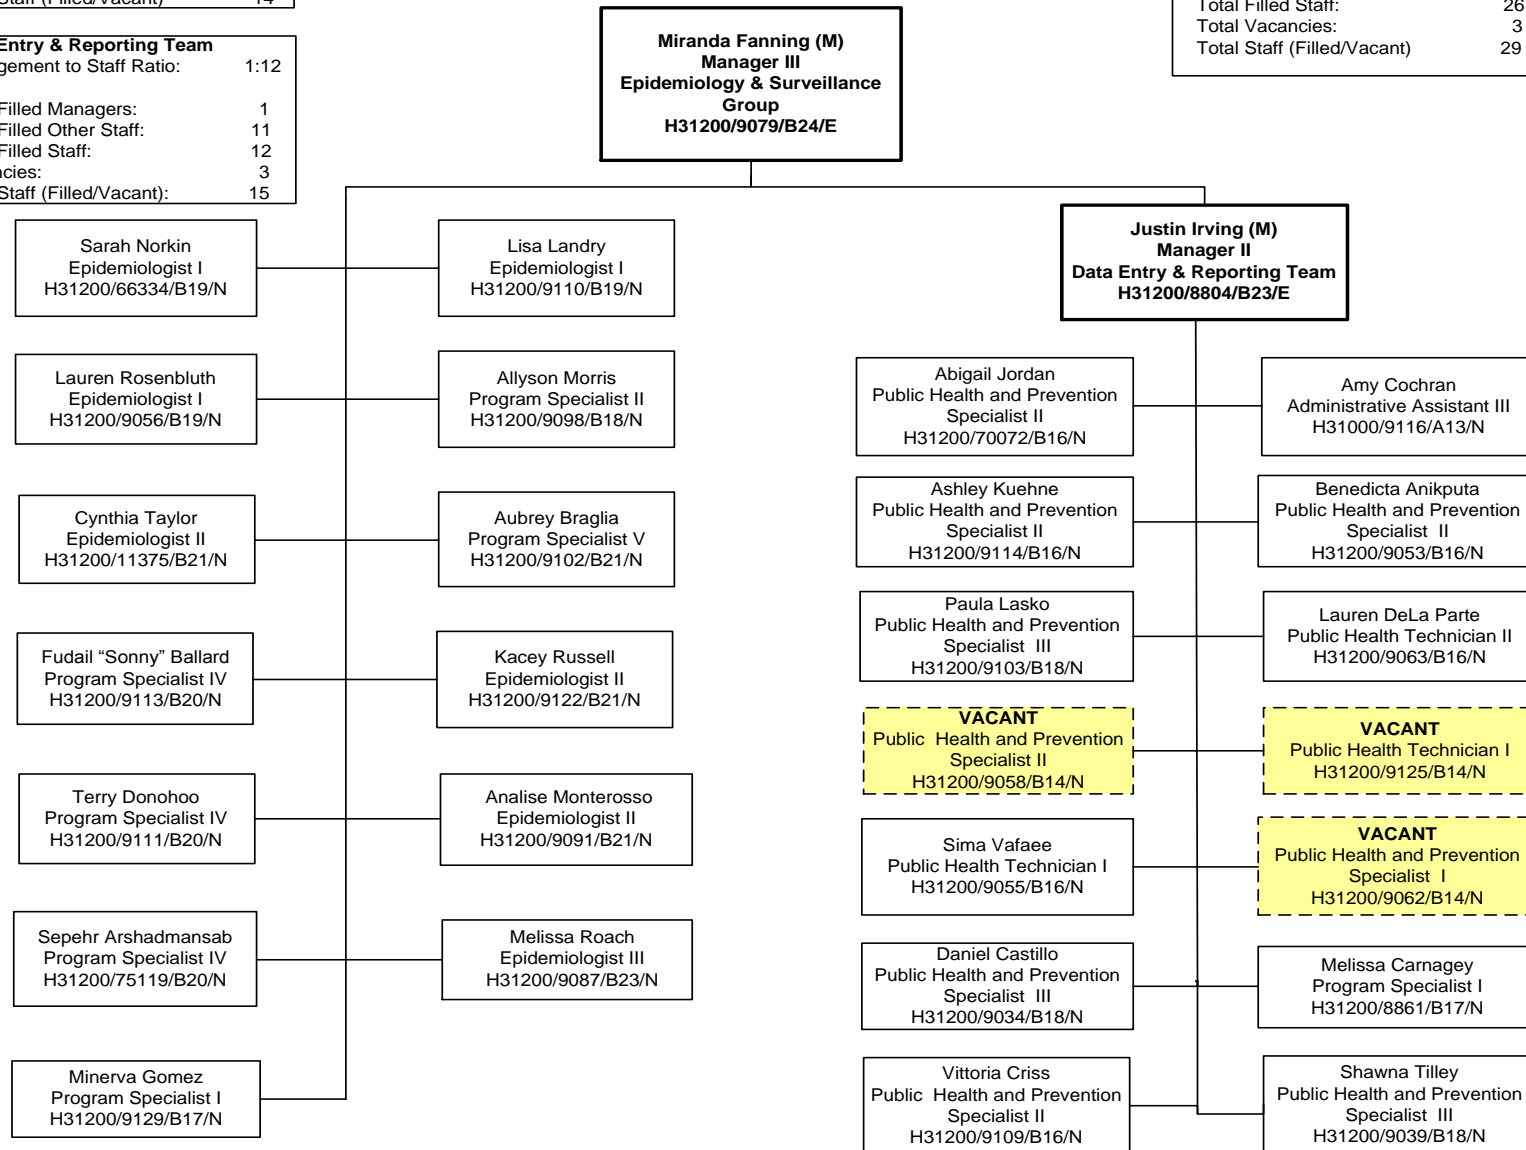 Staff (Filled/Vacant) 14
Total Filled Staff: 26
Total Vacancies: 3
Total Staff (Filled/Vacant) 29
Entry & Reporting Team
gement to Staff Ratio: 1:12
Filled Managers: 1
Filled Other Staff: 11
Filled Staff: 12
cies: 3
Staff (Filled/Vacant): 15
Miranda Fanning (M)
Manager III
Epidemiology & Surveillance
Group
H31200/9079/B24/E
Sarah Norkin
Epidemiologist I
H31200/66334/B19/N
Lisa Landry
Epidemiologist I
H31200/9110/B19/N
Lauren Rosenbluth
Epidemiologist I
H31200/9056/B19/N
Allyson Morris
Program Specialist II
H31200/9098/B18/N
Cynthia Taylor
Epidemiologist II
H31200/11375/B21/N
Aubrey Braglia
Program Specialist V
H31200/9102/B21/N
Fudail “Sonny” Ballard
Program Specialist IV
H31200/9113/B20/N
Kacey Russell
Epidemiologist II
H31200/9122/B21/N
Terry Donohoo
Program Specialist IV
H31200/9111/B20/N
Analise Monterosso
Epidemiologist II
H31200/9091/B21/N
Sepehr Arshadmansab
Program Specialist IV
H31200/75119/B20/N
Melissa Roach
Epidemiologist III
H31200/9087/B23/N
Minerva Gomez
Program Specialist I
H31200/9129/B17/N
Justin Irving (M)
Manager II
Data Entry & Reporting Team
H31200/8804/B23/E
Abigail Jordan
Public Health and Prevention
Specialist II
H31200/70072/B16/N
Amy Cochran
Administrative Assistant III
H31000/9116/A13/N
Ashley Kuehne
Public Health and Prevention
Specialist II
H31200/9114/B16/N
Benedicta Anikputa
Public Health and Prevention
Specialist II
H31200/9053/B16/N
Paula Lasko
Public Health and Prevention
Specialist III
H31200/9103/B18/N
Lauren DeLa Parte
Public Health Technician II
H31200/9063/B16/N
VACANT
Public Health and Prevention
Specialist II
H31200/9058/B14/N
VACANT
Public Health Technician I
H31200/9125/B14/N
Sima Vafaee
Public Health Technician I
H31200/9055/B16/N
VACANT
Public Health and Prevention
Specialist I
H31200/9062/B14/N
Daniel Castillo
Public Health and Prevention
Specialist III
H31200/9034/B18/N
Melissa Carnagey
Program Specialist I
H31200/8861/B17/N
Vittoria Criss
Public Health and Prevention
Specialist II
H31200/9109/B16/N
Shawna Tilley
Public Health and Prevention
Specialist III
H31200/9039/B18/N